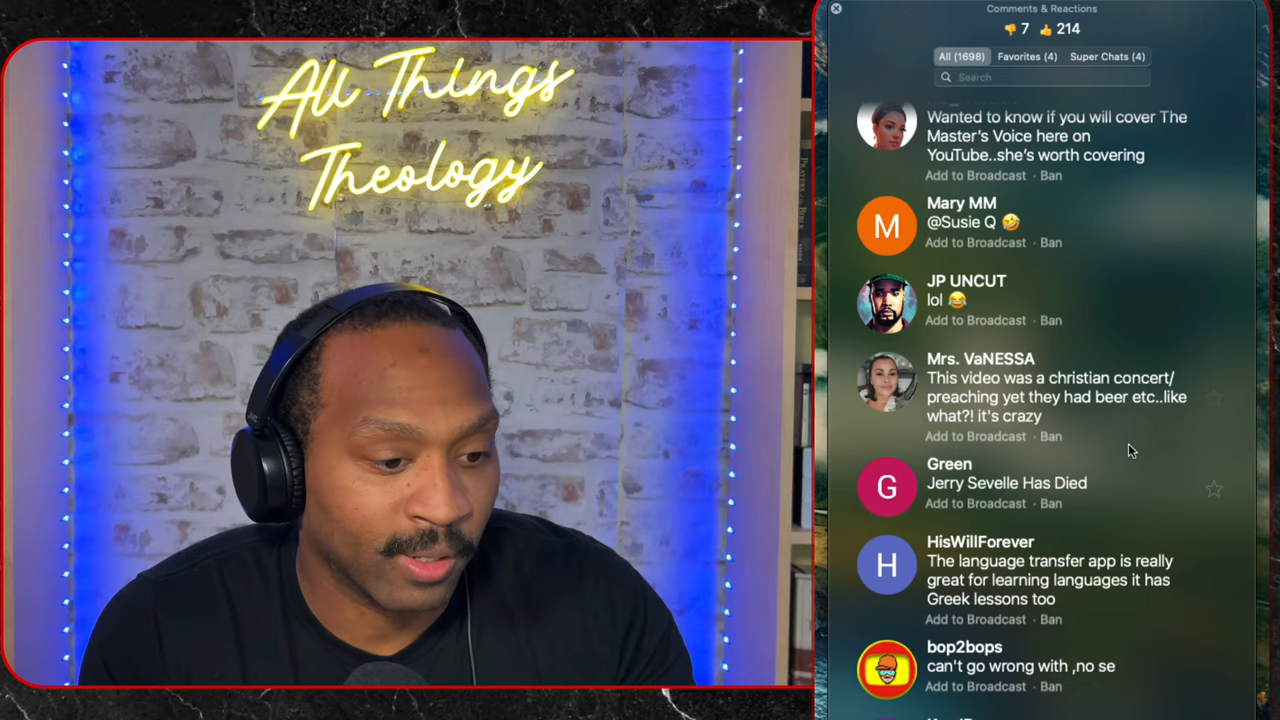 All Things
Theology
Comments & Reactions
👎 7 👍 214
All (1698) Favorites (4) Super Chats (4)
Search
Wanted to know if you will cover The
Master's Voice here on
YouTube..she's worth covering
Add to Broadcast · Ban
M
Mary MM
@Susie Q 🤣
Add to Broadcast · Ban
JP UNCUT
lol 😂
Add to Broadcast · Ban
Mrs. VaNESSA
This video was a christian concert/
preaching yet they had beer etc..like
what?! it's crazy
Add to Broadcast · Ban
G
Green
Jerry Sevelle Has Died
Add to Broadcast · Ban
H
HisWillForever
The language transfer app is really
great for learning languages it has
Greek lessons too
Add to Broadcast · Ban
bop2bops
can't go wrong with ,no se
Add to Broadcast · Ban